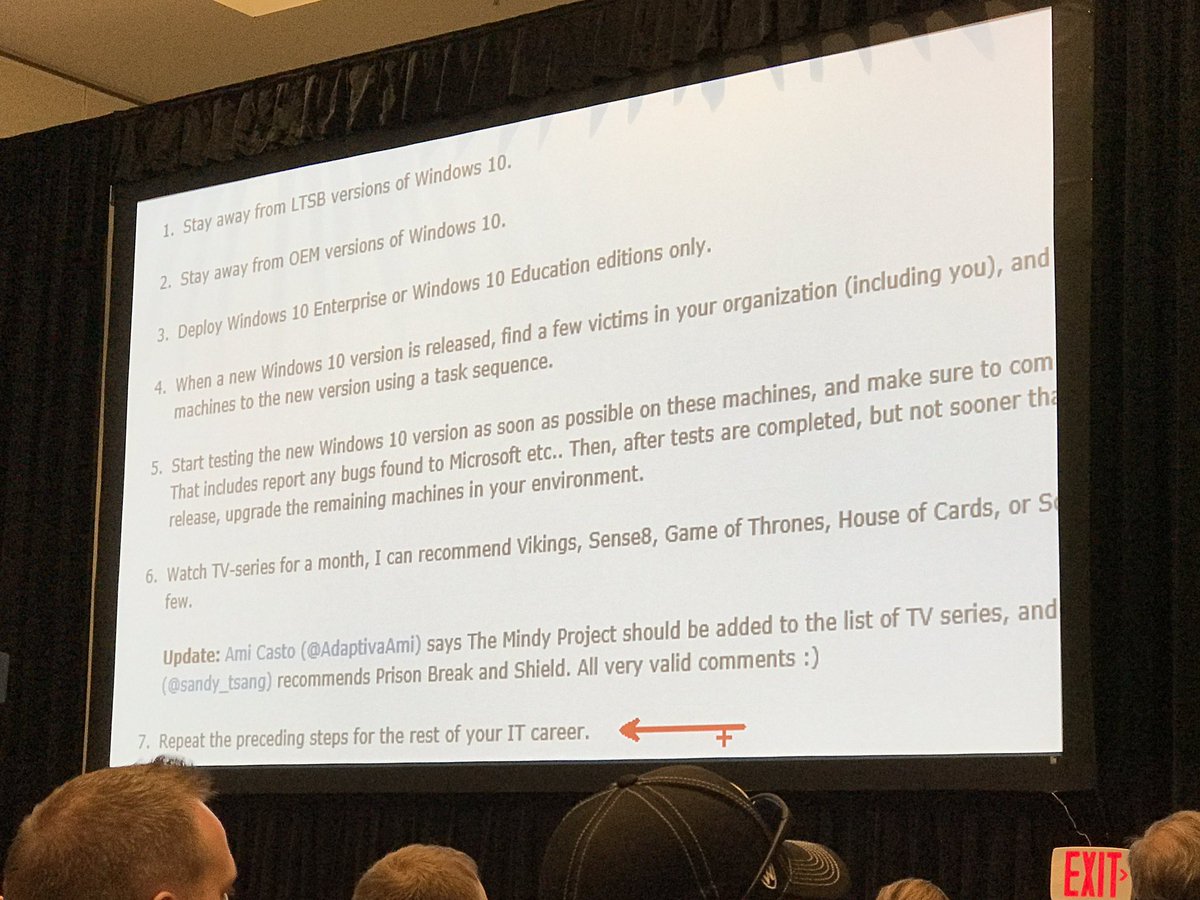 1. Stay away from LTSB versions of Windows 10.
2. Stay away from OEM versions of Windows 10.
3. Deploy Windows 10 Enterprise or Windows 10 Education editions only.
4. When a new Windows 10 version is released, find a few victims in your organization (including you), and
machines to the new version using a task sequence.
5. Start testing the new Windows 10 version as soon as possible on these machines, and make sure to com
That includes report any bugs found to Microsoft etc.. Then, after tests are completed, but not sooner tha
release, upgrade the remaining machines in your environment.
6. Watch TV-series for a month, I can recommend Vikings, Sense8, Game of Thrones, House of Cards, or
few.
Update: Ami Casto (@AdaptivaAmi) says The Mindy Project should be added to the list of TV series, and
(@sandy_tsang) recommends Prison Break and Shield. All very valid comments :)
7. Repeat the preceding steps for the rest of your IT career.
EXIT